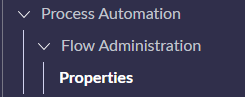 Process Automation
Flow Administration
Properties